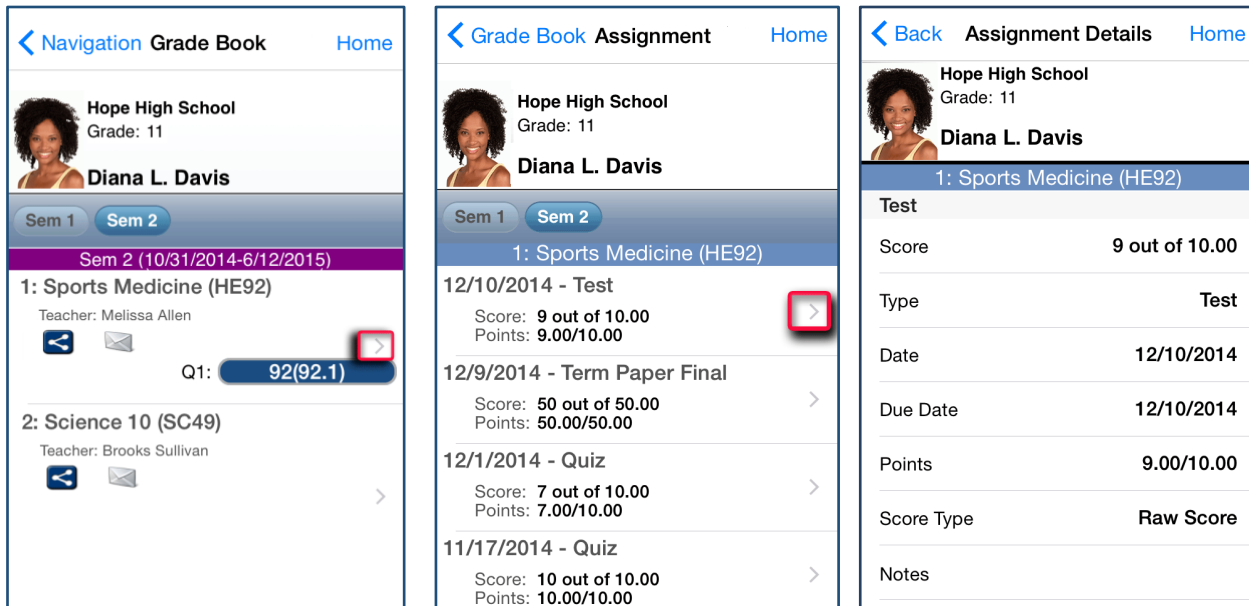 Navigation Grade Book Home
Hope High School
Grade: 11
Diana L. Davis
Sem 1 Sem 2
Sem 2 (10/31/2014-6/12/2015)
1: Sports Medicine (HE92)
Teacher: Melissa Allen
Q1: 92(92.1)
2: Science 10 (SC49)
Teacher: Brooks Sullivan
Grade Book Assignment Home
Hope High School
Grade: 11
Diana L. Davis
Sem 1 Sem 2
1: Sports Medicine (HE92)
12/10/2014 - Test
Score: 9 out of 10.00
Points: 9.00/10.00
12/9/2014 - Term Paper Final
Score: 50 out of 50.00
Points: 50.00/50.00
12/1/2014 - Quiz
Score: 7 out of 10.00
Points: 7.00/10.00
11/17/2014 - Quiz
Score: 10 out of 10.00
Points: 10.00/10.00
Back Assignment Details Home
Hope High School
Grade: 11
Diana L. Davis
1: Sports Medicine (HE92)
Test
Score 9 out of 10.00
Type Test
Date 12/10/2014
Due Date 12/10/2014
Points 9.00/10.00
Score Type Raw Score
Notes